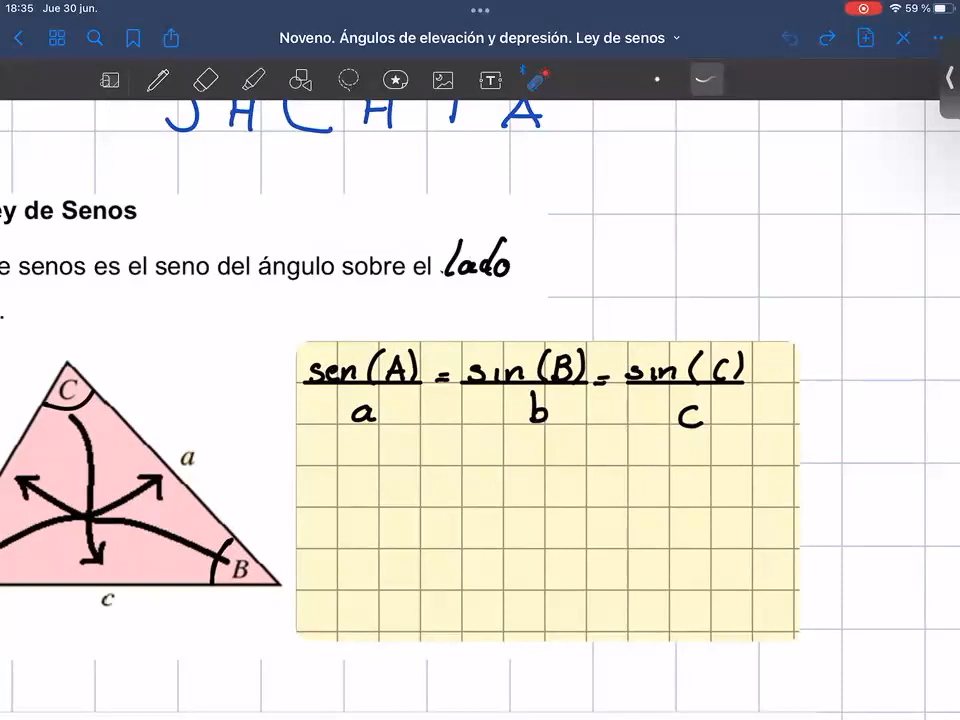 18:35 Jue 30 jun. 59 %
Noveno. Ángulos de elevación y depresión. Ley de senos
ey de Senos
e senos es el seno del ángulo sobre el lado
.
C
a
B
c
sen(A) = sin(B) = sin(C)
a b c